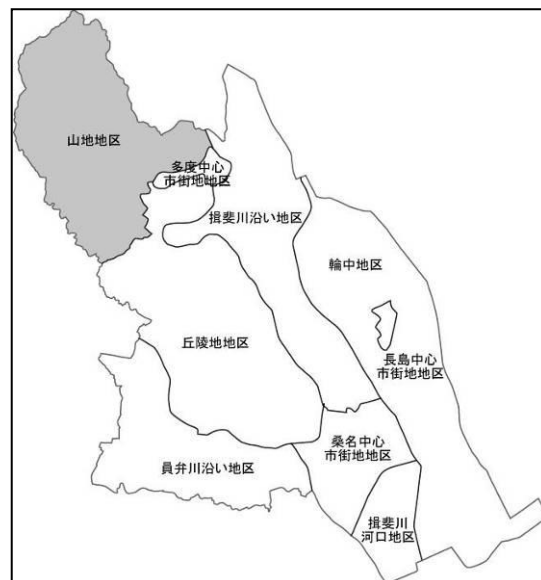 山地地区
多度中心
市街地地区
揖斐川沿い地区
輪中地区
丘陵地地区
長島中心
市街地地区
桑名中心
市街地地区
員弁川沿い地区
揖斐川
河口地区